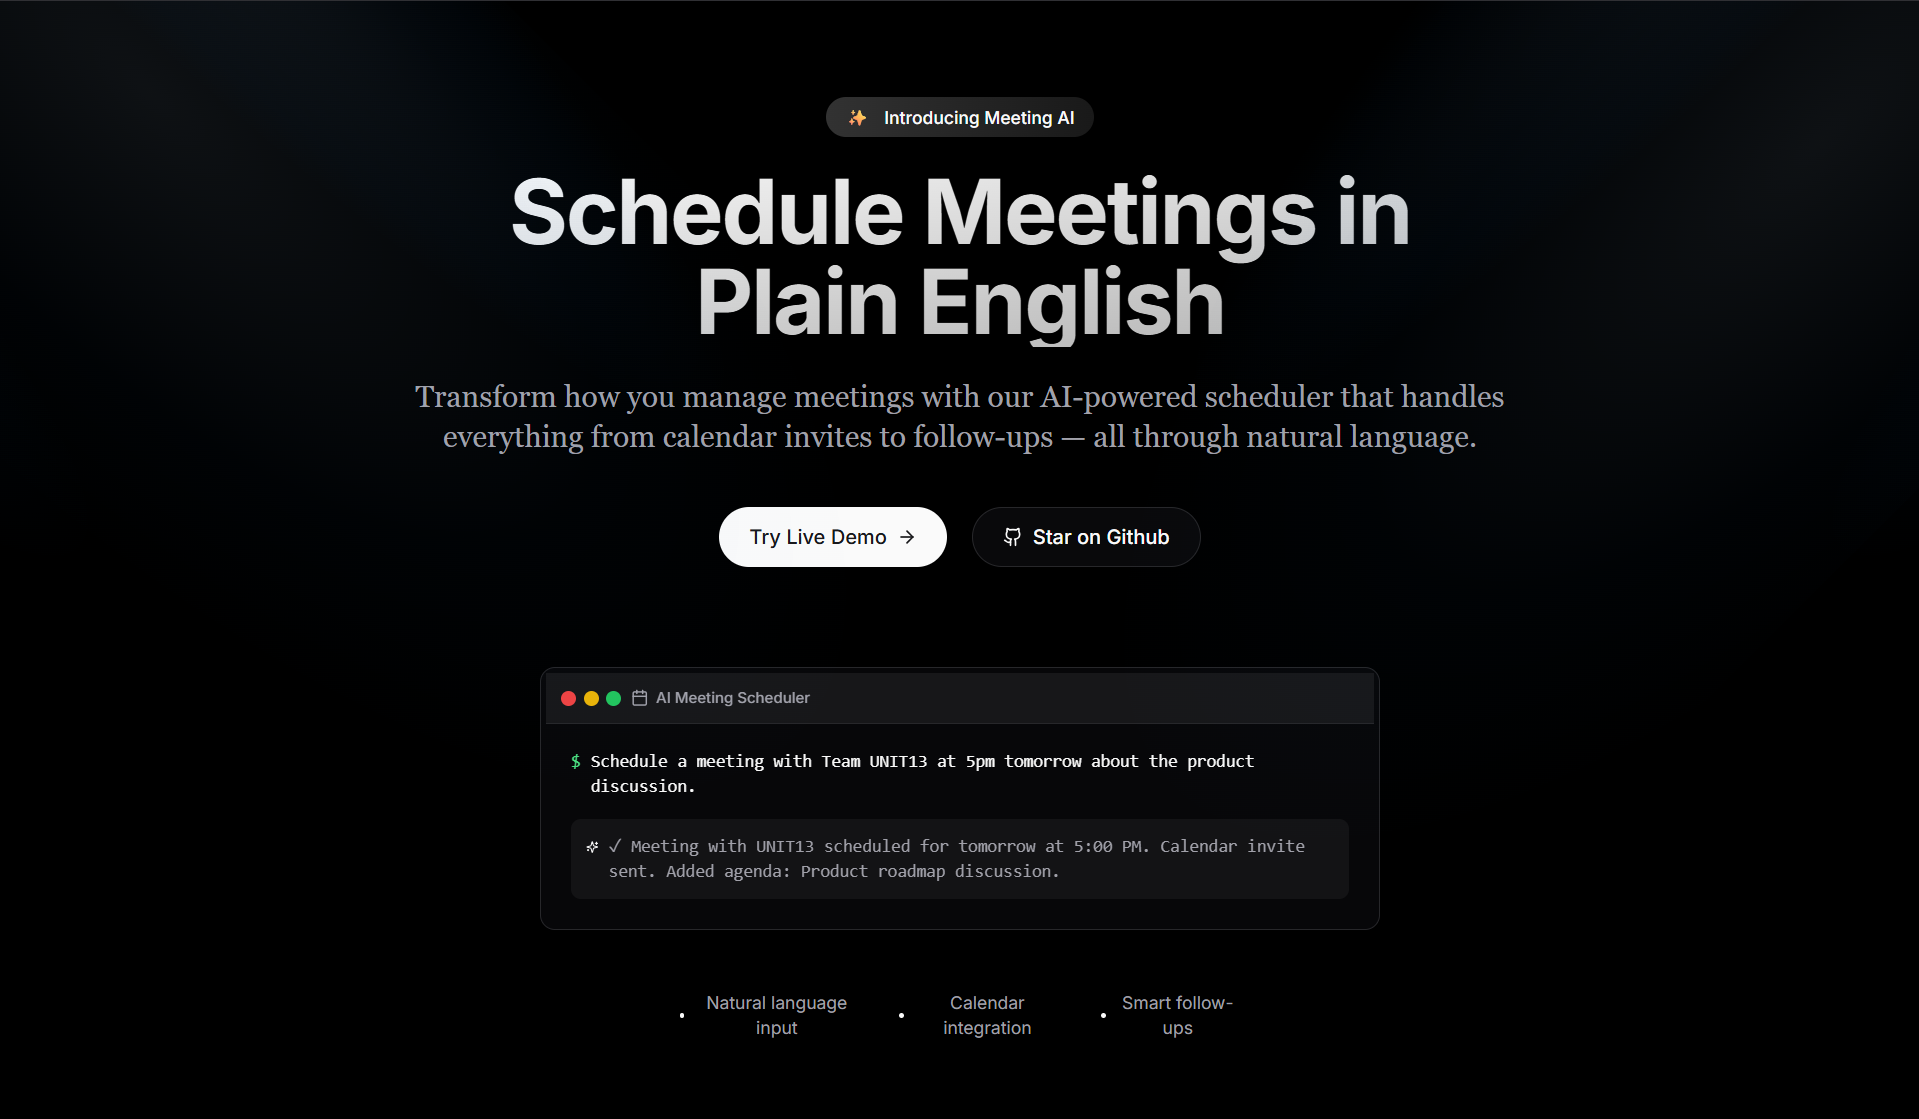 ✨ Introducing Meeting AI
Schedule Meetings in
Plain English
Transform how you manage meetings with our AI-powered scheduler that handles
everything from calendar invites to follow-ups — all through natural language.
Try Live Demo →
Star on Github
AI Meeting Scheduler
$ Schedule a meeting with Team UNIT13 at 5pm tomorrow about the product
discussion.
✓ Meeting with UNIT13 scheduled for tomorrow at 5:00 PM. Calendar invite
sent. Added agenda: Product roadmap discussion.
• Natural language
input
• Calendar
integration
• Smart follow-
ups